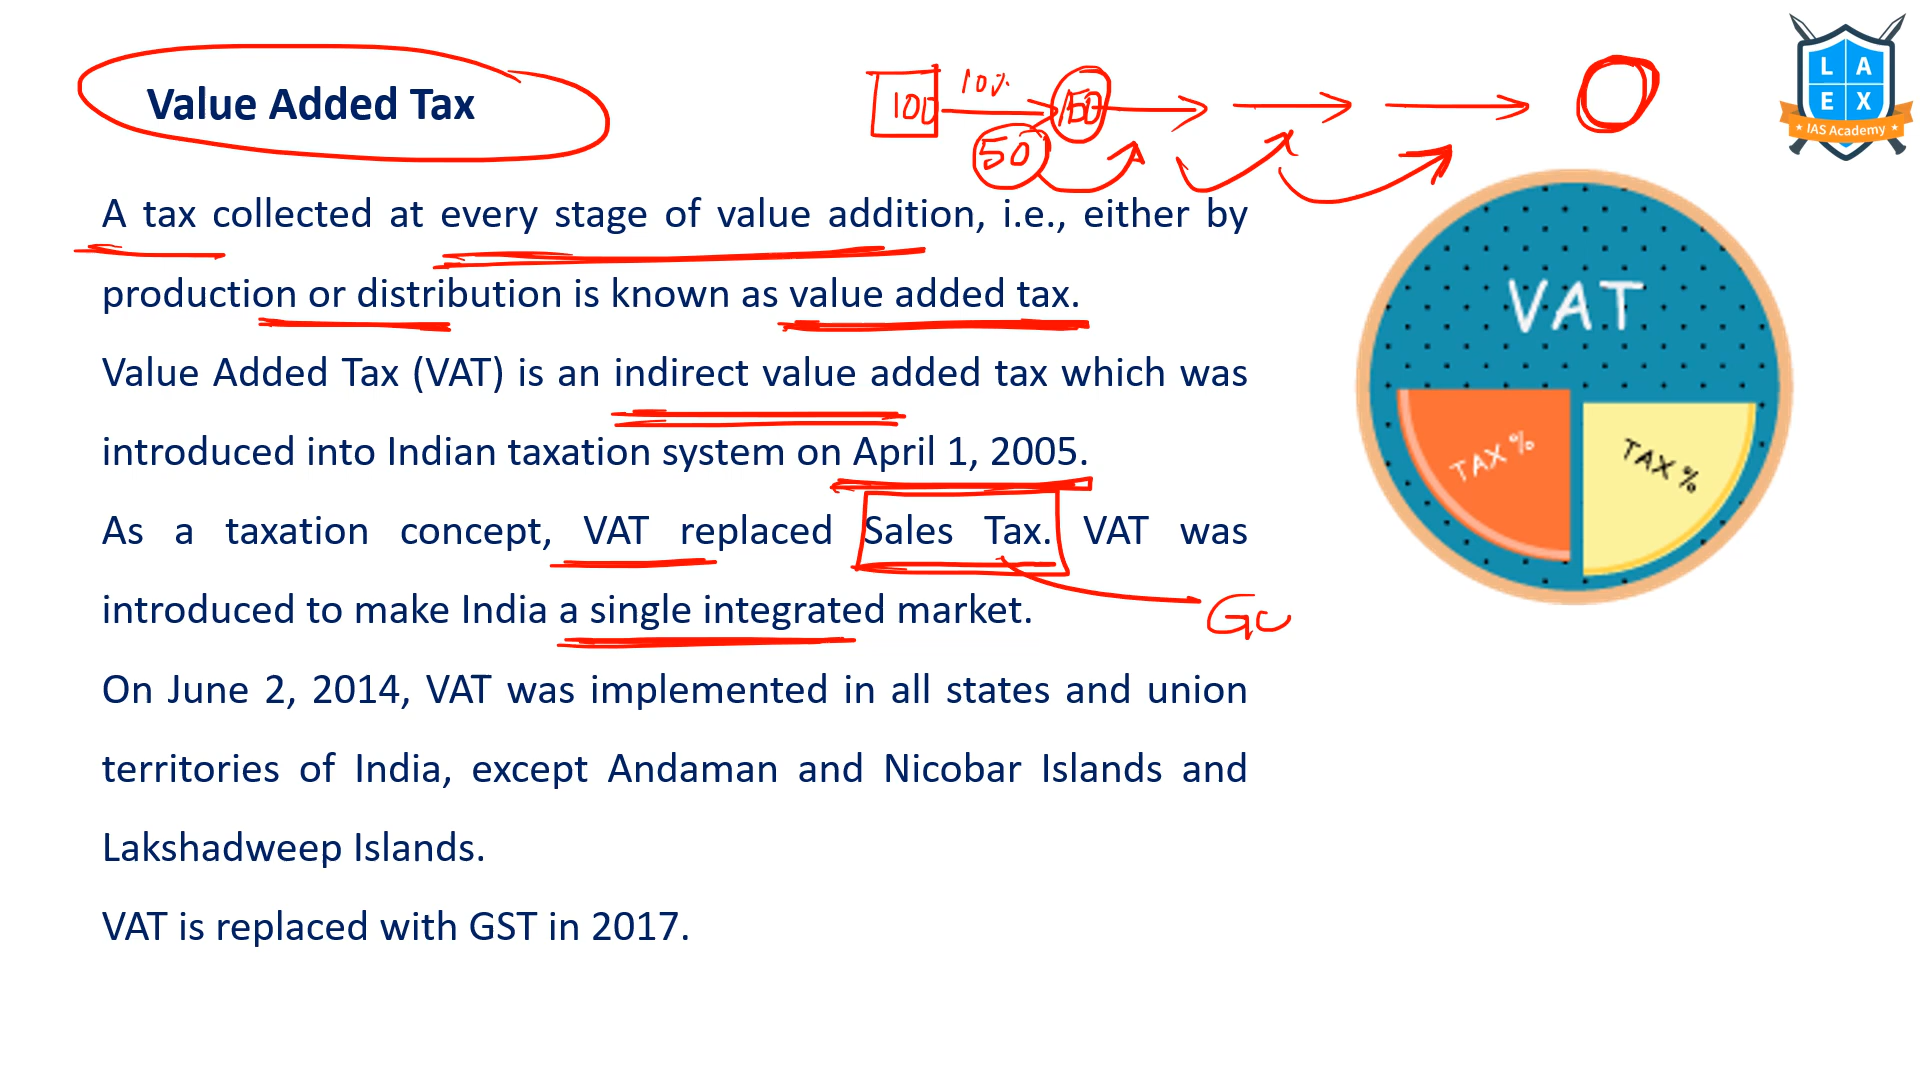 Value Added Tax
100
10%
150
50
L A
E X
IAS Academy
A tax collected at every stage of value addition, i.e., either by
production or distribution is known as value added tax.
Value Added Tax (VAT) is an indirect value added tax which was
introduced into Indian taxation system on April 1, 2005.
As a taxation concept, VAT replaced Sales Tax. VAT was
introduced to make India a single integrated market.
On June 2, 2014, VAT was implemented in all states and union
territories of India, except Andaman and Nicobar Islands and
Lakshadweep Islands.
VAT is replaced with GST in 2017.
VAT
TAX %
TAX %